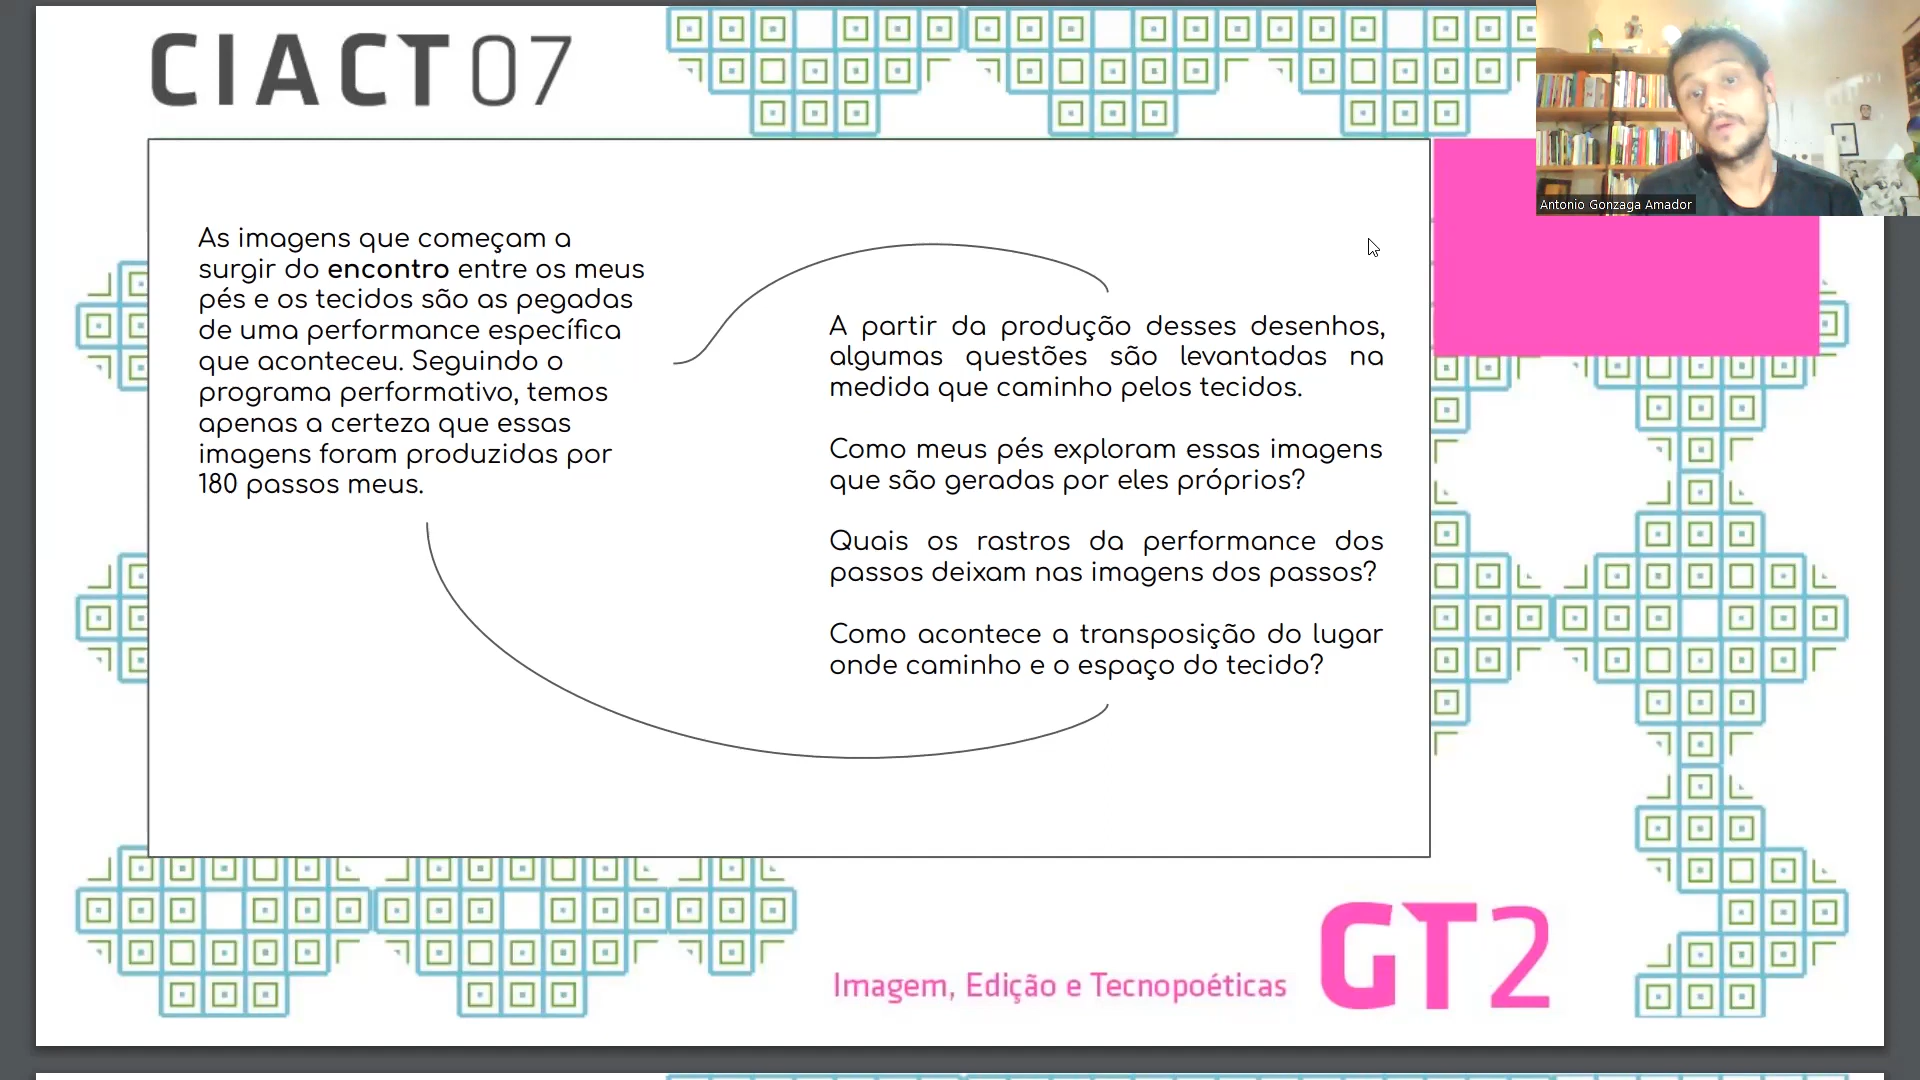 CIACT07
Antonio Gonzaga Amador
As imagens que começam a
surgir do encontro entre os meus
pés e os tecidos são as pegadas
de uma performance específica
que aconteceu. Seguindo o
programa performativo, temos
apenas a certeza que essas
imagens foram produzidas por
180 passos meus.
A partir da produção desses desenhos,
algumas questões são levantadas na
medida que caminho pelos tecidos.
Como meus pés exploram essas imagens
que são geradas por eles próprios?
Quais os rastros da performance dos
passos deixam nas imagens dos passos?
Como acontece a transposição do lugar
onde caminho e o espaço do tecido?
Imagem, Edição e Tecnopoéticas
GT2